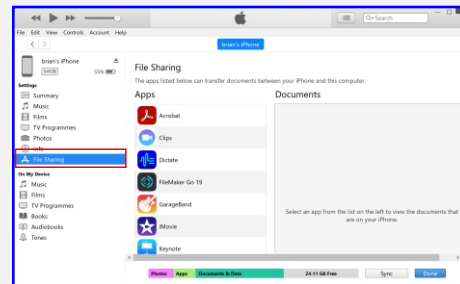 Search
File Edit View Controls Account Help
brian's iPhone
brian's iPhone
64GB 55%
Settings
Summary
Music
Films
TV Programmes
Photos
Info
File Sharing
On My Device
Music
Films
TV Programmes
Books
Audiobooks
Tones
File Sharing
The apps listed below can transfer documents between your iPhone and this computer.
Apps
Acrobat
Clips
Dictate
FileMaker Go 19
GarageBand
iMovie
Keynote
Documents
Select an app from the list on the left to view the documents that
are on your iPhone.
Photos Apps Documents & Data 24.11 GB Free Sync Done